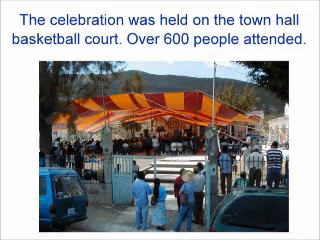 The celebration was held on the town hall
basketball court. Over 600 people attended.